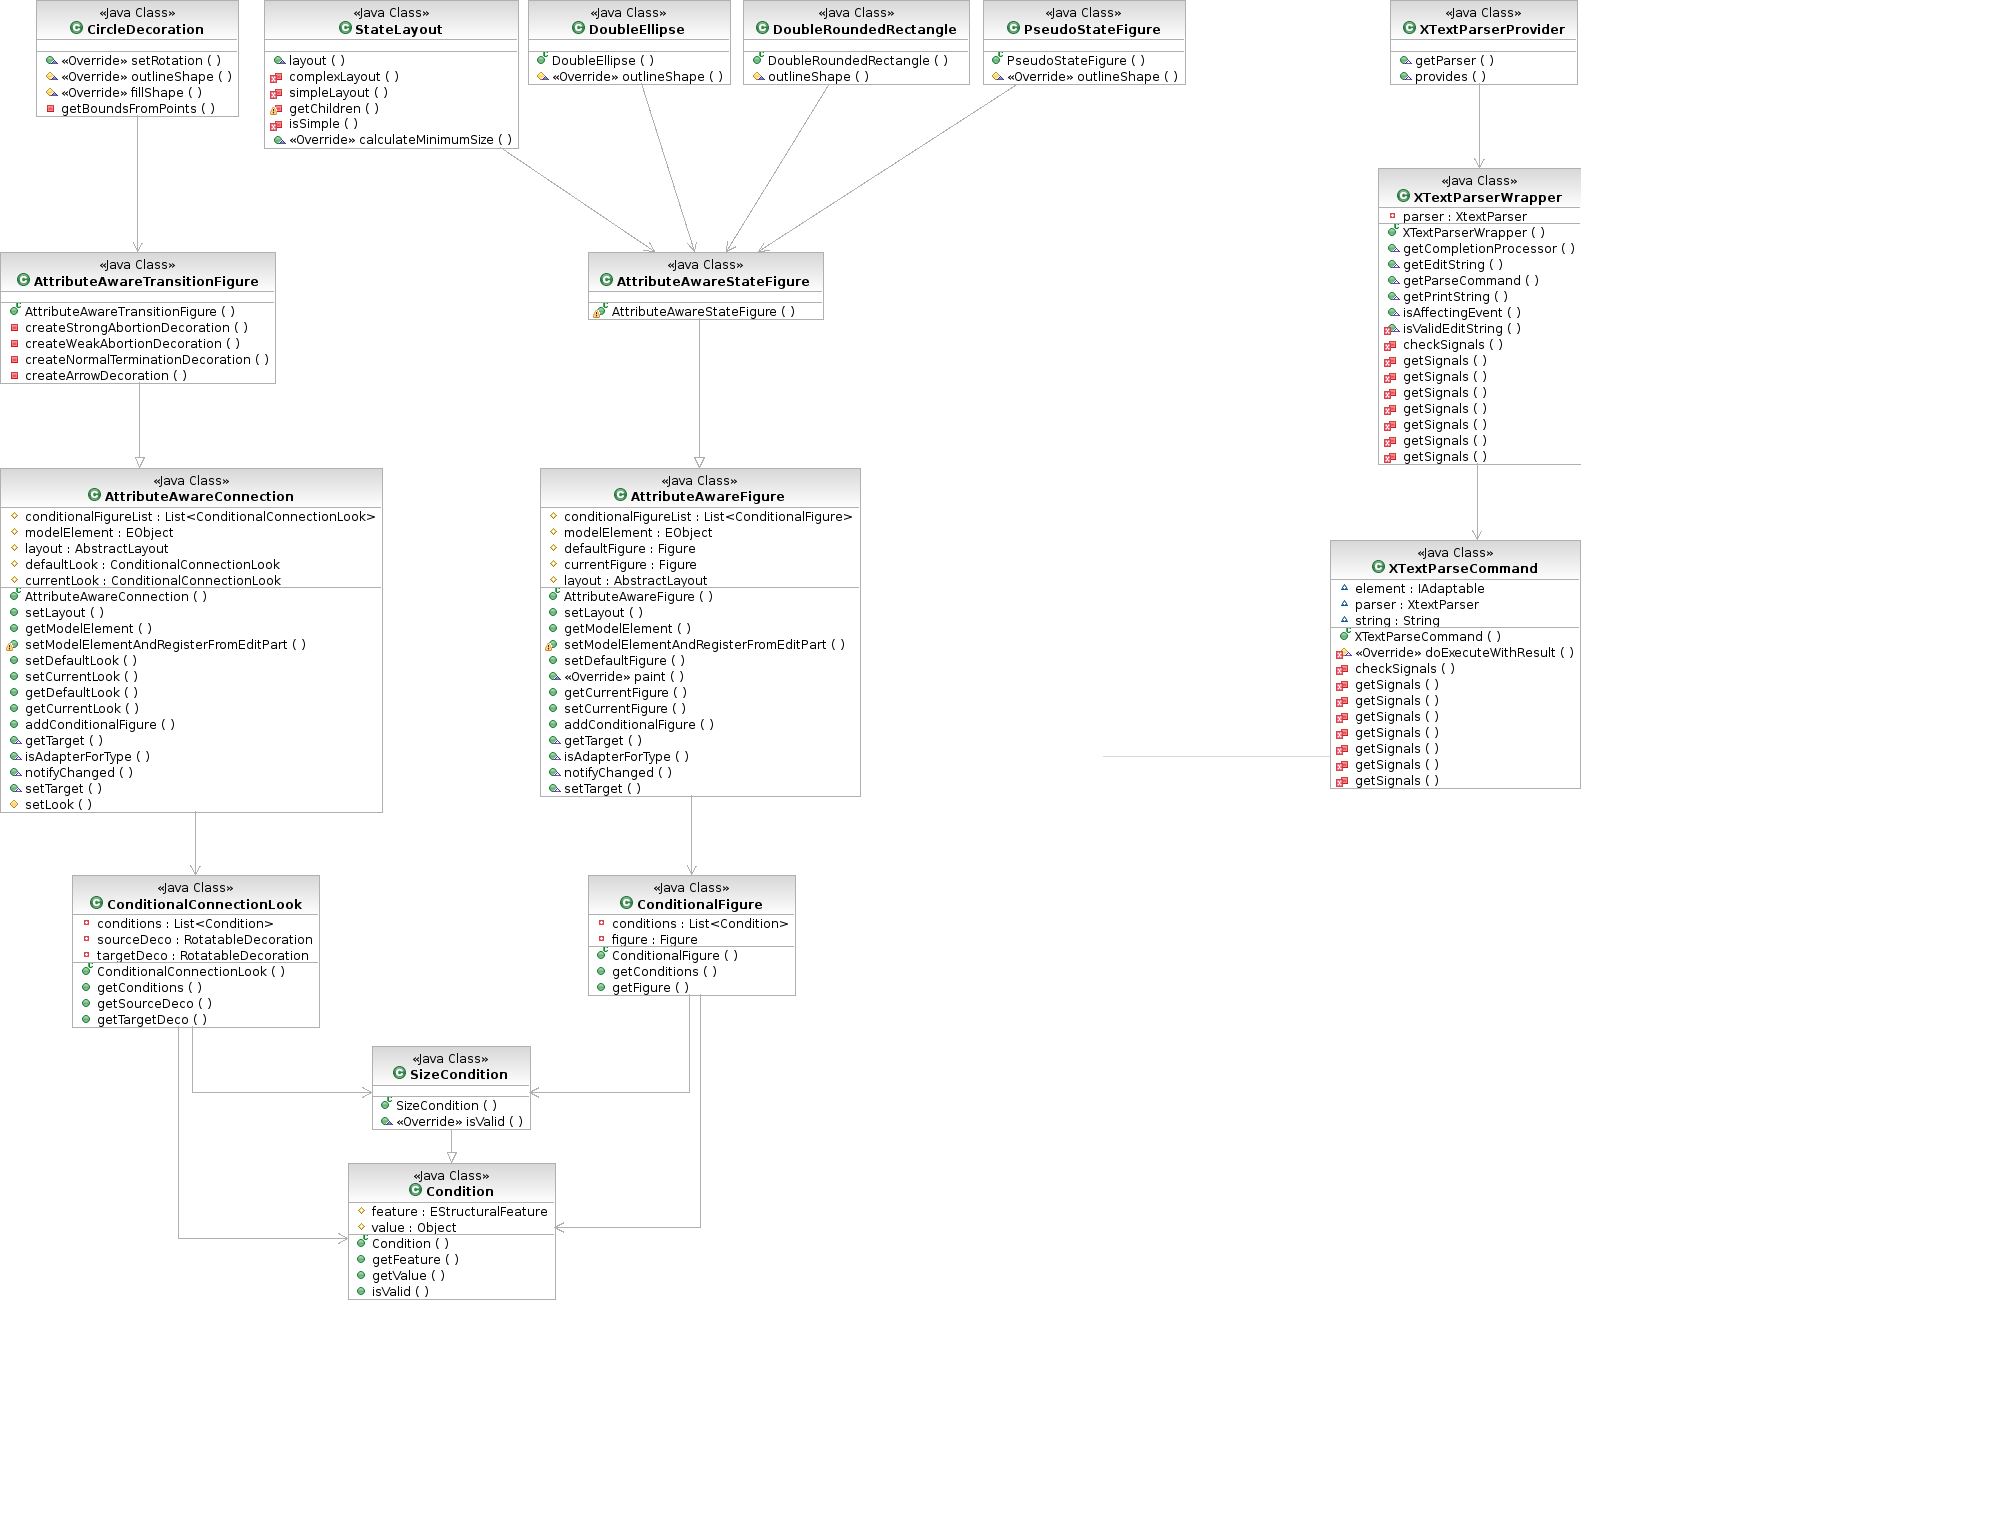 «Java Class»
CircleDecoration
«Override» setRotation ( )
«Override» outlineShape ( )
«Override» fillShape ( )
getBoundsFromPoints ( )
«Java Class»
StateLayout
layout ( )
complexLayout ( )
simpleLayout ( )
getChildren ( )
isSimple ( )
«Override» calculateMinimumSize ( )
«Java Class»
DoubleEllipse
DoubleEllipse ( )
«Override» outlineShape ( )
«Java Class»
DoubleRoundedRectangle
DoubleRoundedRectangle ( )
outlineShape ( )
«Java Class»
PseudoStateFigure
PseudoStateFigure ( )
«Override» outlineShape ( )
«Java Class»
XTextParserProvider
getParser ( )
provides ( )
«Java Class»
XTextParserWrapper
parser : XtextParser
XTextParserWrapper ( )
getCompletionProcessor ( )
getEditString ( )
getParseCommand ( )
getPrintString ( )
isAffectingEvent ( )
isValidEditString ( )
checkSignals ( )
getSignals ( )
getSignals ( )
getSignals ( )
getSignals ( )
getSignals ( )
getSignals ( )
getSignals ( )
«Java Class»
AttributeAwareTransitionFigure
AttributeAwareTransitionFigure ( )
createStrongAbortionDecoration ( )
createWeakAbortionDecoration ( )
createNormalTerminationDecoration ( )
createArrowDecoration ( )
«Java Class»
AttributeAwareStateFigure
AttributeAwareStateFigure ( )
«Java Class»
AttributeAwareConnection
conditionalFigureList : List<ConditionalConnectionLook>
modelElement : EObject
layout : AbstractLayout
defaultLook : ConditionalConnectionLook
currentLook : ConditionalConnectionLook
AttributeAwareConnection ( )
setLayout ( )
getModelElement ( )
setModelElementAndRegisterFromEditPart ( )
setDefaultLook ( )
setCurrentLook ( )
getDefaultLook ( )
getCurrentLook ( )
addConditionalFigure ( )
getTarget ( )
isAdapterForType ( )
notifyChanged ( )
setTarget ( )
setLook ( )
«Java Class»
AttributeAwareFigure
conditionalFigureList : List<ConditionalFigure>
modelElement : EObject
defaultFigure : Figure
currentFigure : Figure
layout : AbstractLayout
AttributeAwareFigure ( )
setLayout ( )
getModelElement ( )
setModelElementAndRegisterFromEditPart ( )
setDefaultFigure ( )
«Override» paint ( )
getCurrentFigure ( )
setCurrentFigure ( )
addConditionalFigure ( )
getTarget ( )
isAdapterForType ( )
notifyChanged ( )
setTarget ( )
«Java Class»
XTextParseCommand
element : IAdaptable
parser : XtextParser
string : String
XTextParseCommand ( )
«Override» doExecuteWithResult ( )
checkSignals ( )
getSignals ( )
getSignals ( )
getSignals ( )
getSignals ( )
getSignals ( )
getSignals ( )
getSignals ( )
«Java Class»
ConditionalConnectionLook
conditions : List<Condition>
sourceDeco : RotatableDecoration
targetDeco : RotatableDecoration
ConditionalConnectionLook ( )
getConditions ( )
getSourceDeco ( )
getTargetDeco ( )
«Java Class»
ConditionalFigure
conditions : List<Condition>
figure : Figure
ConditionalFigure ( )
getConditions ( )
getFigure ( )
«Java Class»
SizeCondition
SizeCondition ( )
«Override» isValid ( )
«Java Class»
Condition
feature : EStructuralFeature
value : Object
Condition ( )
getFeature ( )
getValue ( )
isValid ( )